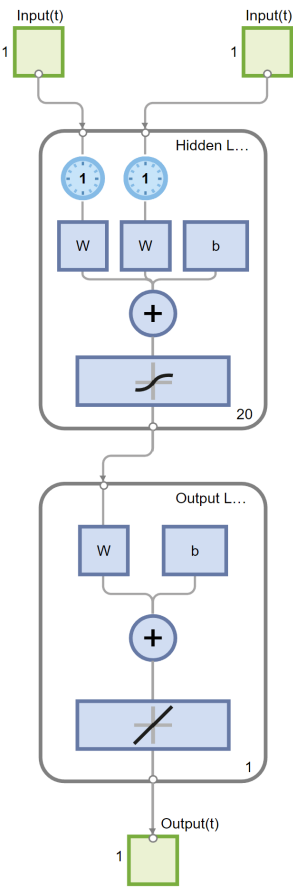 Input(t)
Input(t)
1
1
Hidden L...
1
1
W
W
b
+
20
Output L...
W
b
+
1
Output(t)
1